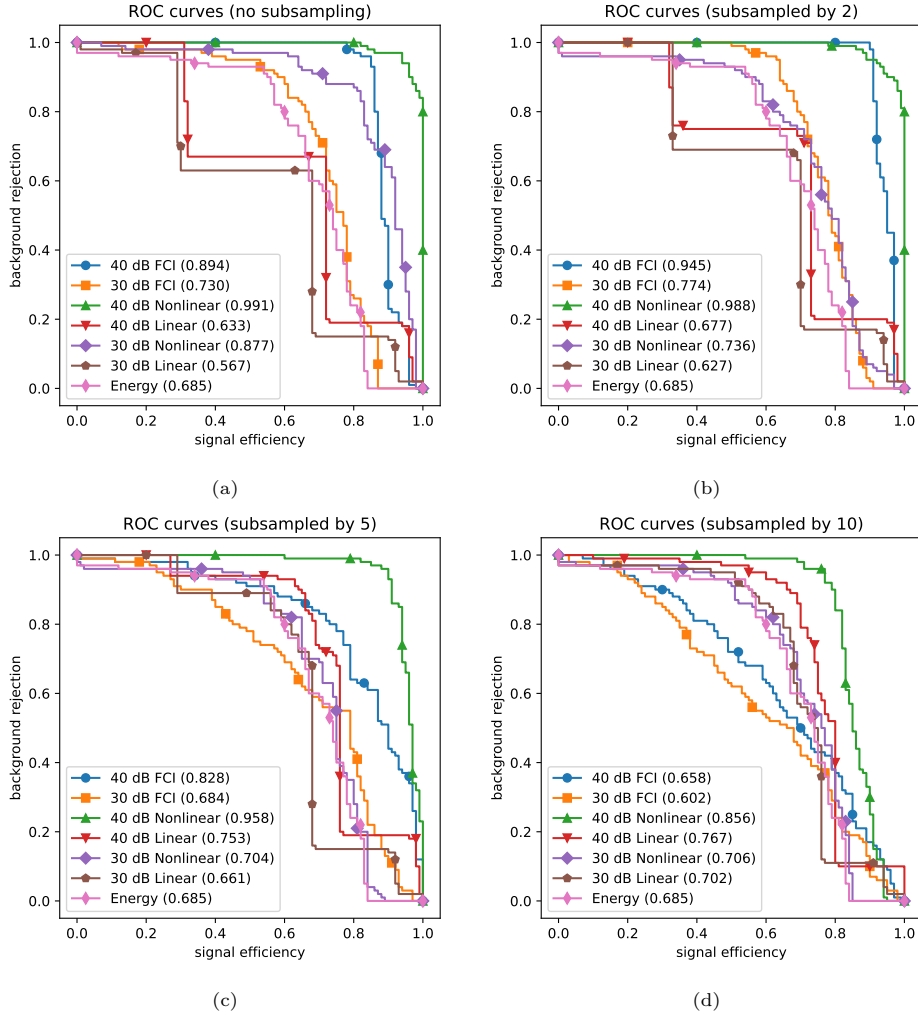 ROC curves (no subsampling)
1.0
0.8
0.6
0.4
0.2
0.0
background rejection
40 dB FCI (0.894)
30 dB FCI (0.730)
40 dB Nonlinear (0.991)
40 dB Linear (0.633)
30 dB Nonlinear (0.877)
30 dB Linear (0.567)
Energy (0.685)
0.0 0.2 0.4 0.6 0.8 1.0
signal efficiency
(a)
ROC curves (subsampled by 2)
1.0
0.8
0.6
0.4
0.2
0.0
background rejection
40 dB FCI (0.945)
30 dB FCI (0.774)
40 dB Nonlinear (0.988)
40 dB Linear (0.677)
30 dB Nonlinear (0.736)
30 dB Linear (0.627)
Energy (0.685)
0.0 0.2 0.4 0.6 0.8 1.0
signal efficiency
(b)
ROC curves (subsampled by 5)
1.0
0.8
0.6
0.4
0.2
0.0
background rejection
40 dB FCI (0.828)
30 dB FCI (0.684)
40 dB Nonlinear (0.958)
40 dB Linear (0.753)
30 dB Nonlinear (0.704)
30 dB Linear (0.661)
Energy (0.685)
0.0 0.2 0.4 0.6 0.8 1.0
signal efficiency
(c)
ROC curves (subsampled by 10)
1.0
0.8
0.6
0.4
0.2
0.0
background rejection
40 dB FCI (0.658)
30 dB FCI (0.602)
40 dB Nonlinear (0.856)
40 dB Linear (0.767)
30 dB Nonlinear (0.706)
30 dB Linear (0.702)
Energy (0.685)
0.0 0.2 0.4 0.6 0.8 1.0
signal efficiency
(d)